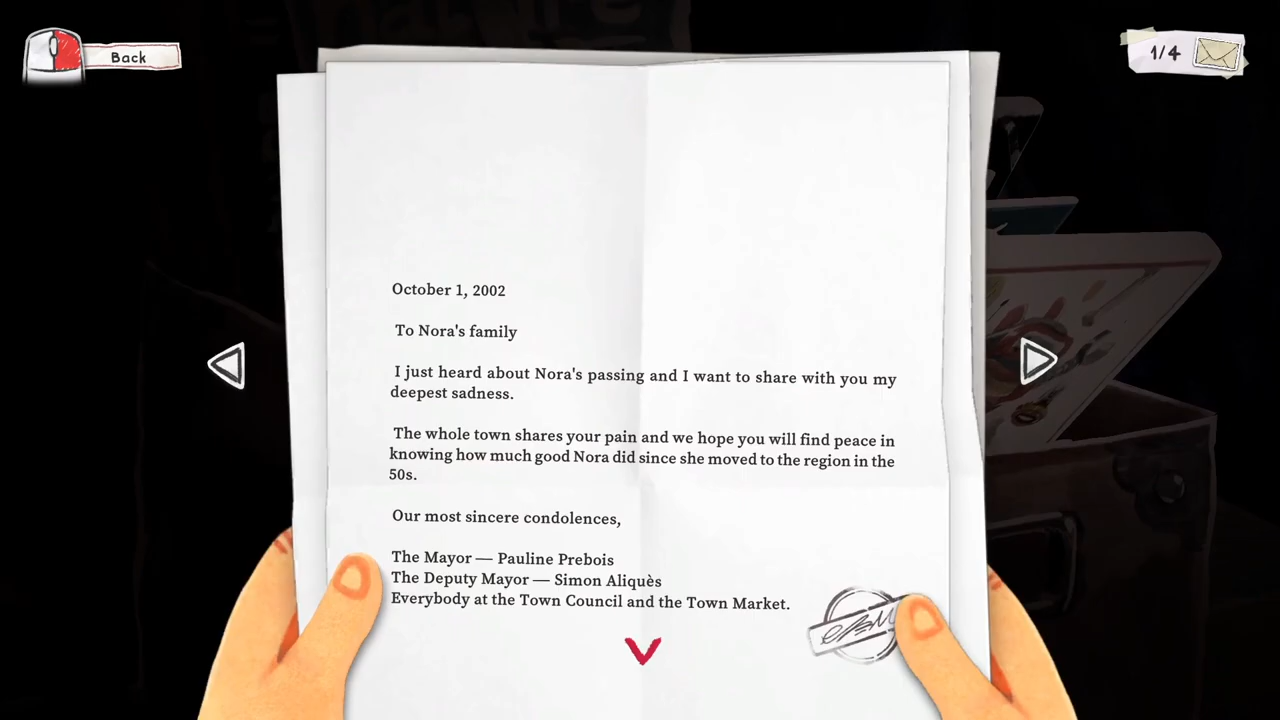 Back
1/4
October 1, 2002
To Nora's family
I just heard about Nora's passing and I want to share with you my
deepest sadness.
The whole town shares your pain and we hope you will find peace in
knowing how much good Nora did since she moved to the region in the
50s.
Our most sincere condolences,
The Mayor — Pauline Prebois
The Deputy Mayor — Simon Aliquès
Everybody at the Town Council and the Town Market.